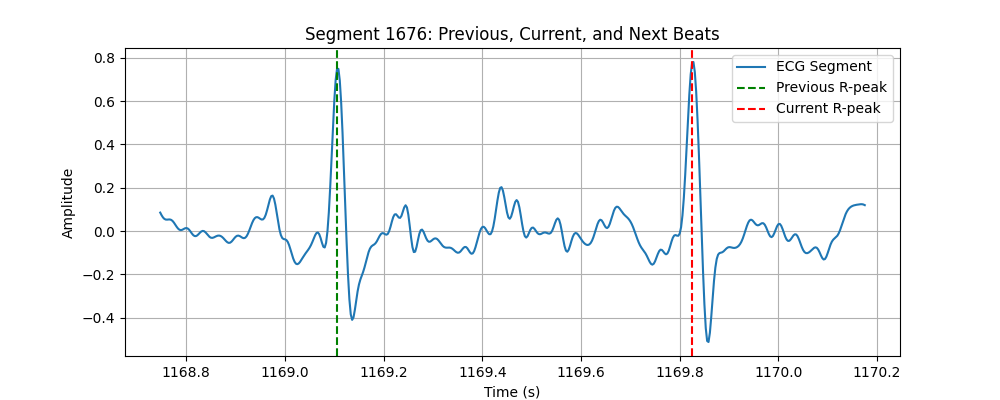 Segment 1676: Previous, Current, and Next Beats
ECG Segment
Previous R-peak
Current R-peak
Amplitude
0.8
0.6
0.4
0.2
0.0
−0.2
−0.4
1168.8 1169.0 1169.2 1169.4 1169.6 1169.8 1170.0 1170.2
Time (s)